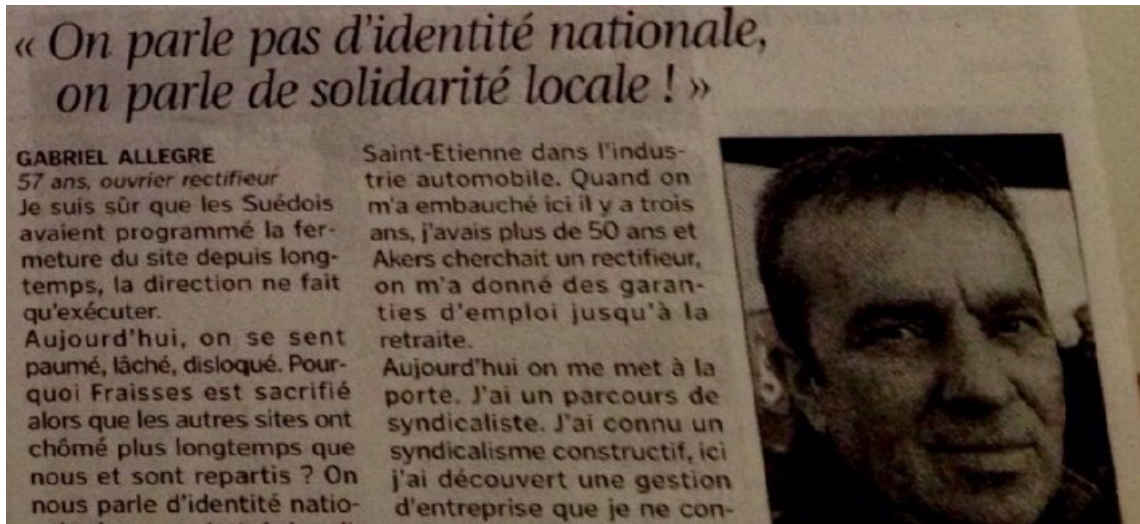 « On parle pas d'identité nationale,
on parle de solidarité locale ! »
GABRIEL ALLEGRE
57 ans, ouvrier rectifieur
Je suis sûr que les Suédois
avaient programmé la fer-
meture du site depuis long-
temps, la direction ne fait
qu'exécuter.
Aujourd'hui, on se sent
paumé, lâché, disloqué. Pour-
quoi Fraisses est sacrifié
alors que les autres sites ont
chômé plus longtemps que
nous et sont repartis ? On
nous parle d'identité natio-
Saint-Etienne dans l'indus-
trie automobile. Quand on
m'a embauché ici il y a trois
ans, j'avais plus de 50 ans et
Akers cherchait un rectifieur,
on m'a donné des garan-
ties d'emploi jusqu'à la
retraite.
Aujourd'hui on me met à la
porte. J'ai un parcours de
syndicaliste. J'ai connu un
syndicalisme constructif, ici
j'ai découvert une gestion
d'entreprise que je ne con-